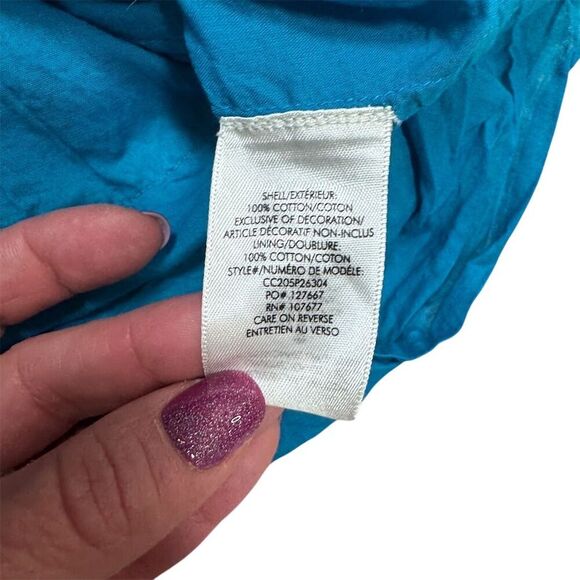 SHELL/EXTÉRIEUR:
100% COTTON/COTON
EXCLUSIVE OF DECORATION/
ARTICLE DÉCORATIF NON-INCLUS
LINING/DOUBLURE:
100% COTTON/COTON
STYLE#/NUMÉRO DE MODÈLE:
CC205P26304
PO# 127667
RN# 107677
CARE ON REVERSE
ENTRETIEN AU VERSO